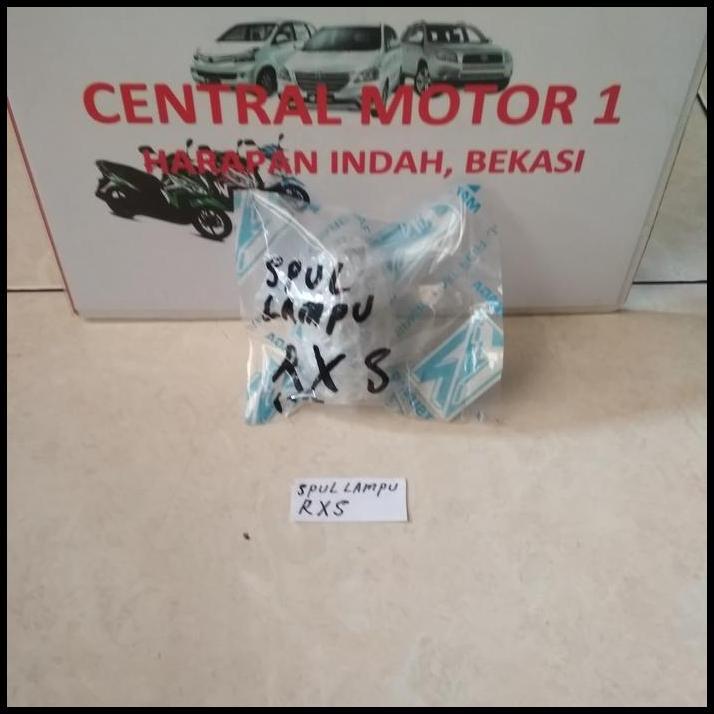 CENTRAL MOTOR 1
HARAPAN INDAH, BEKASI
SPUL
LAMPU
RXS
SPUL LAMPU
RXS